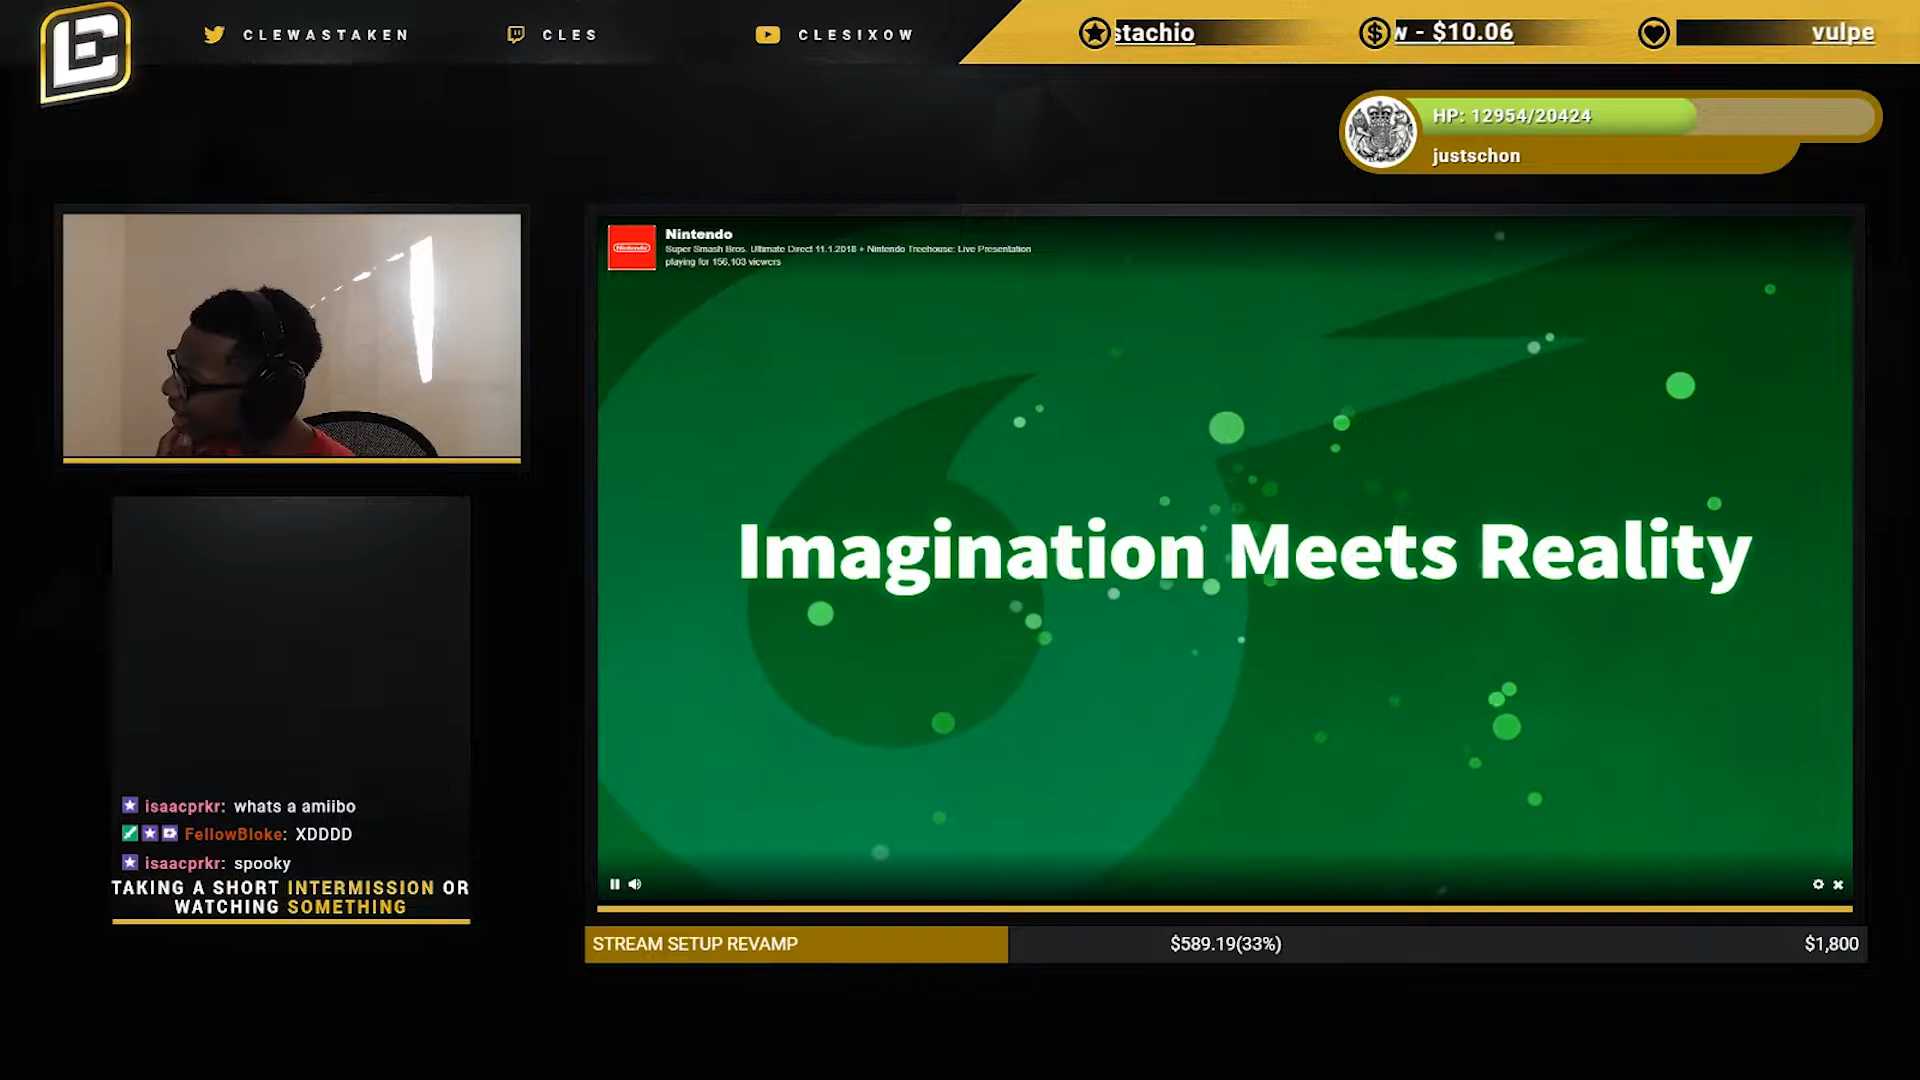 CLEWASTAKEN
CLES
CLESIXOW
stachio
w - $10.06
vulpe
HP: 12954/20424
justschon
Nintendo
Nintendo
Super Smash Bros. Ultimate Direct 11.1.2018 + Nintendo Treehouse: Live Presentation
playing for 156,103 viewers
Imagination Meets Reality
isaacprkr: whats a amiibo
FellowBloke: XDDDD
isaacprkr: spooky
TAKING A SHORT INTERMISSION OR
WATCHING SOMETHING
STREAM SETUP REVAMP
$589.19(33%)
$1,800